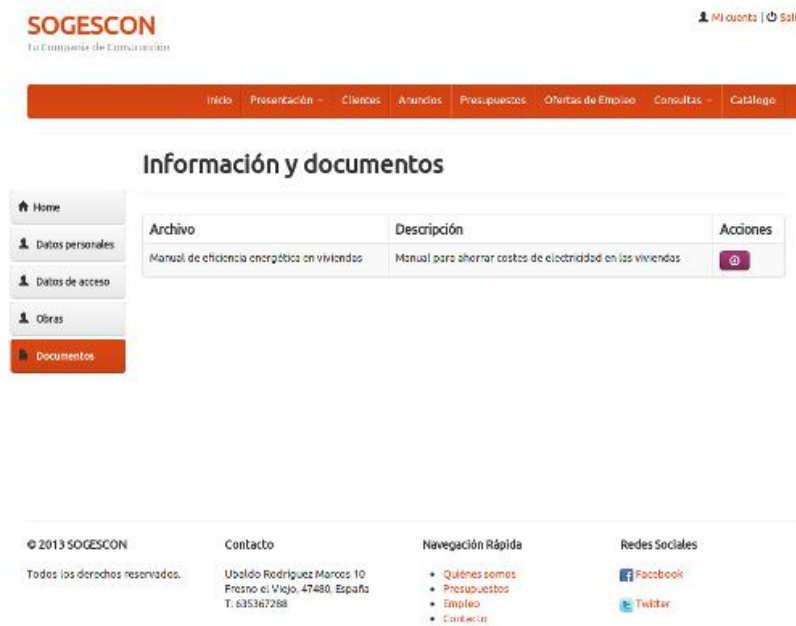 SOGESCON
La Compañía de Construcción
Mi cuenta | Sali
Inicio Presentación Clientes Anuncios Presupuestos Ofertas de Empleo Consultas Catálogo
Información y documentos
Home
Datos personales
Datos de acceso
Obras
Documentos
Archivo Descripción Acciones
Manual de eficiencia energética en viviendas Manual para ahorrar costes de electricidad en las viviendas
© 2013 SOGESCON Contacto Navegación Rápida Redes Sociales
Todos los derechos reservados.
Ubaldo Rodriguez Marcos 10
Fresno el Viejo, 47480, España
T: 635367288
• Quiénes somos
• Presupuestos
• Empleo
• Contacto
Facebook
Twitter